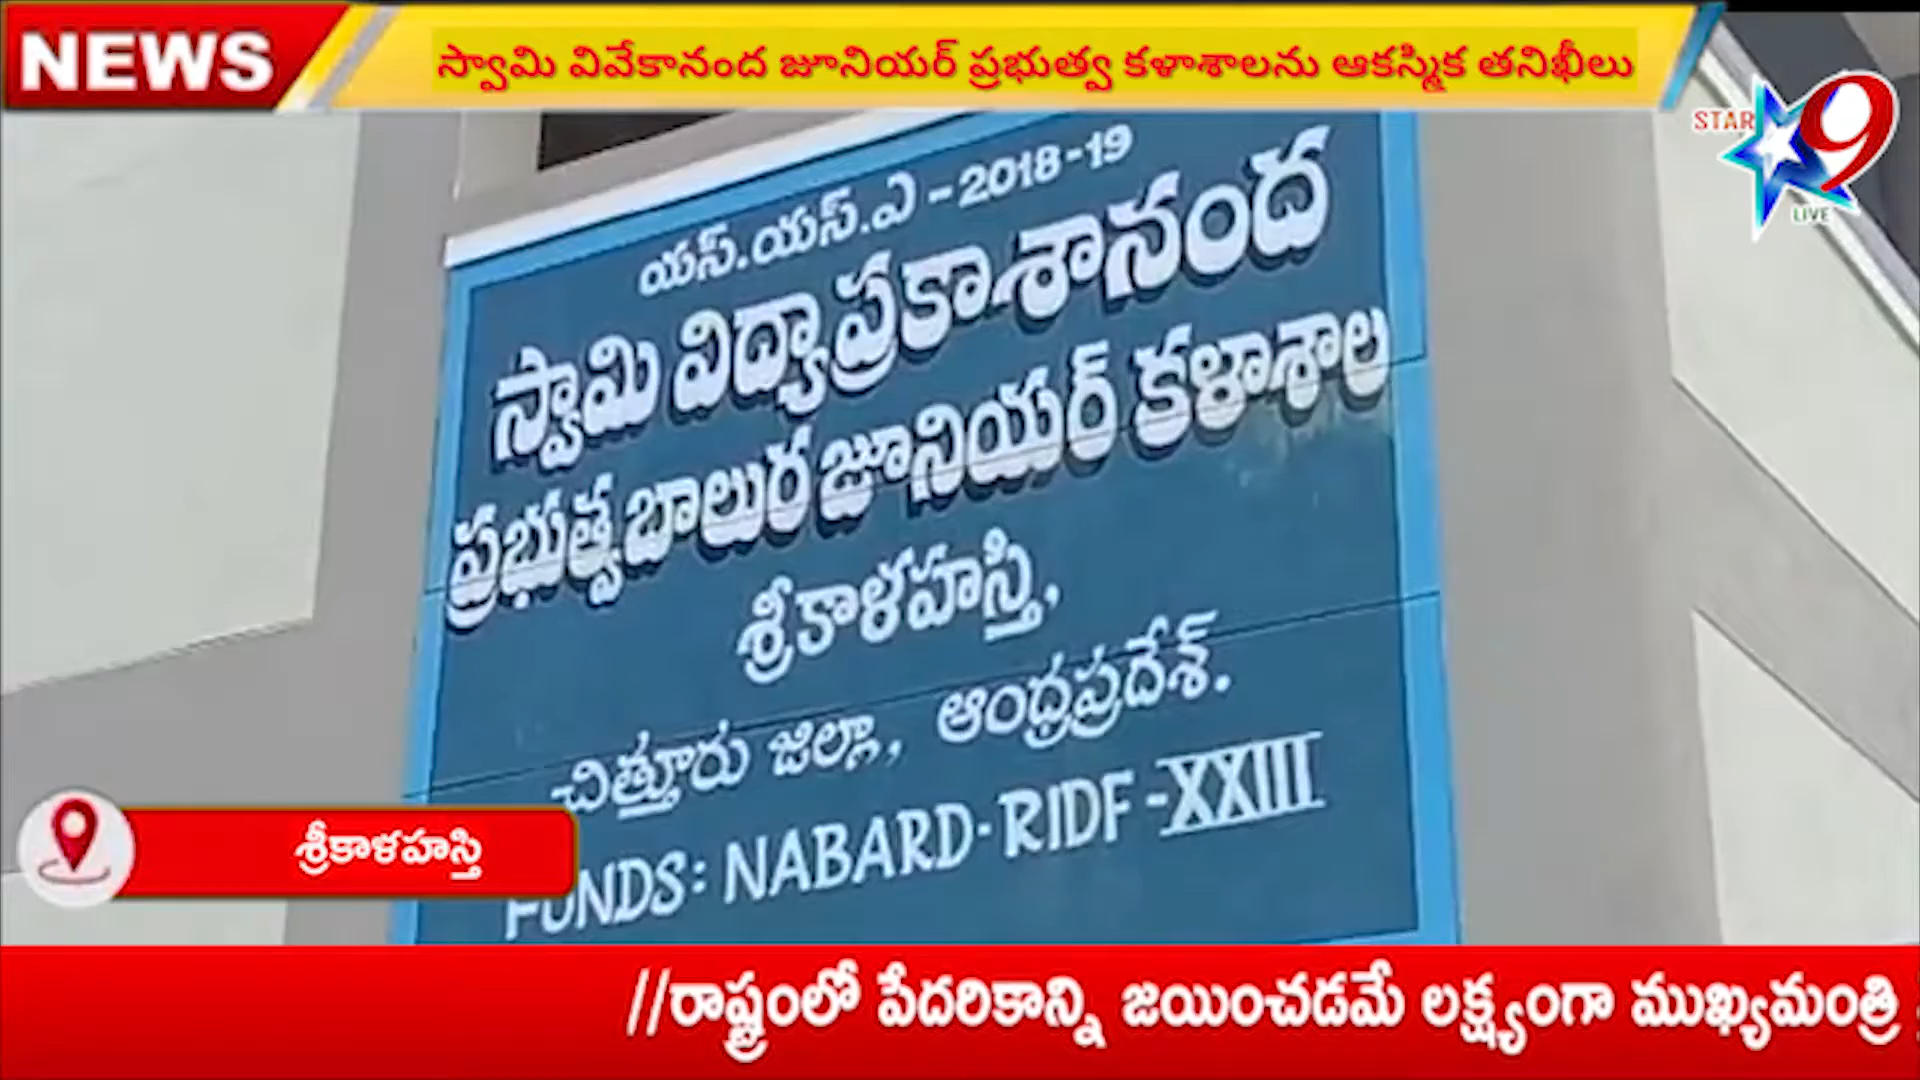 NEWS
స్వామి వివేకానంద జూనియర్ ప్రభుత్వ కళాశాలను ఆకస్మిక తనిఖీలు
STAR 9
LIVE
యస్.యస్.ఎ - 2018-19
స్వామి విద్యాప్రకాశానంద
ప్రభుత్వ బాలుర జూనియర్ కళాశాల
శ్రీకాళహస్తి,
చిత్తూరు జిల్లా, ఆంధ్రప్రదేశ్.
FUNDS: NABARD-RIDF-XXIII
శ్రీకాళహస్తి
//రాష్ట్రంలో పేదరికాన్ని జయించడమే లక్ష్యంగా ముఖ్యమంత్రి